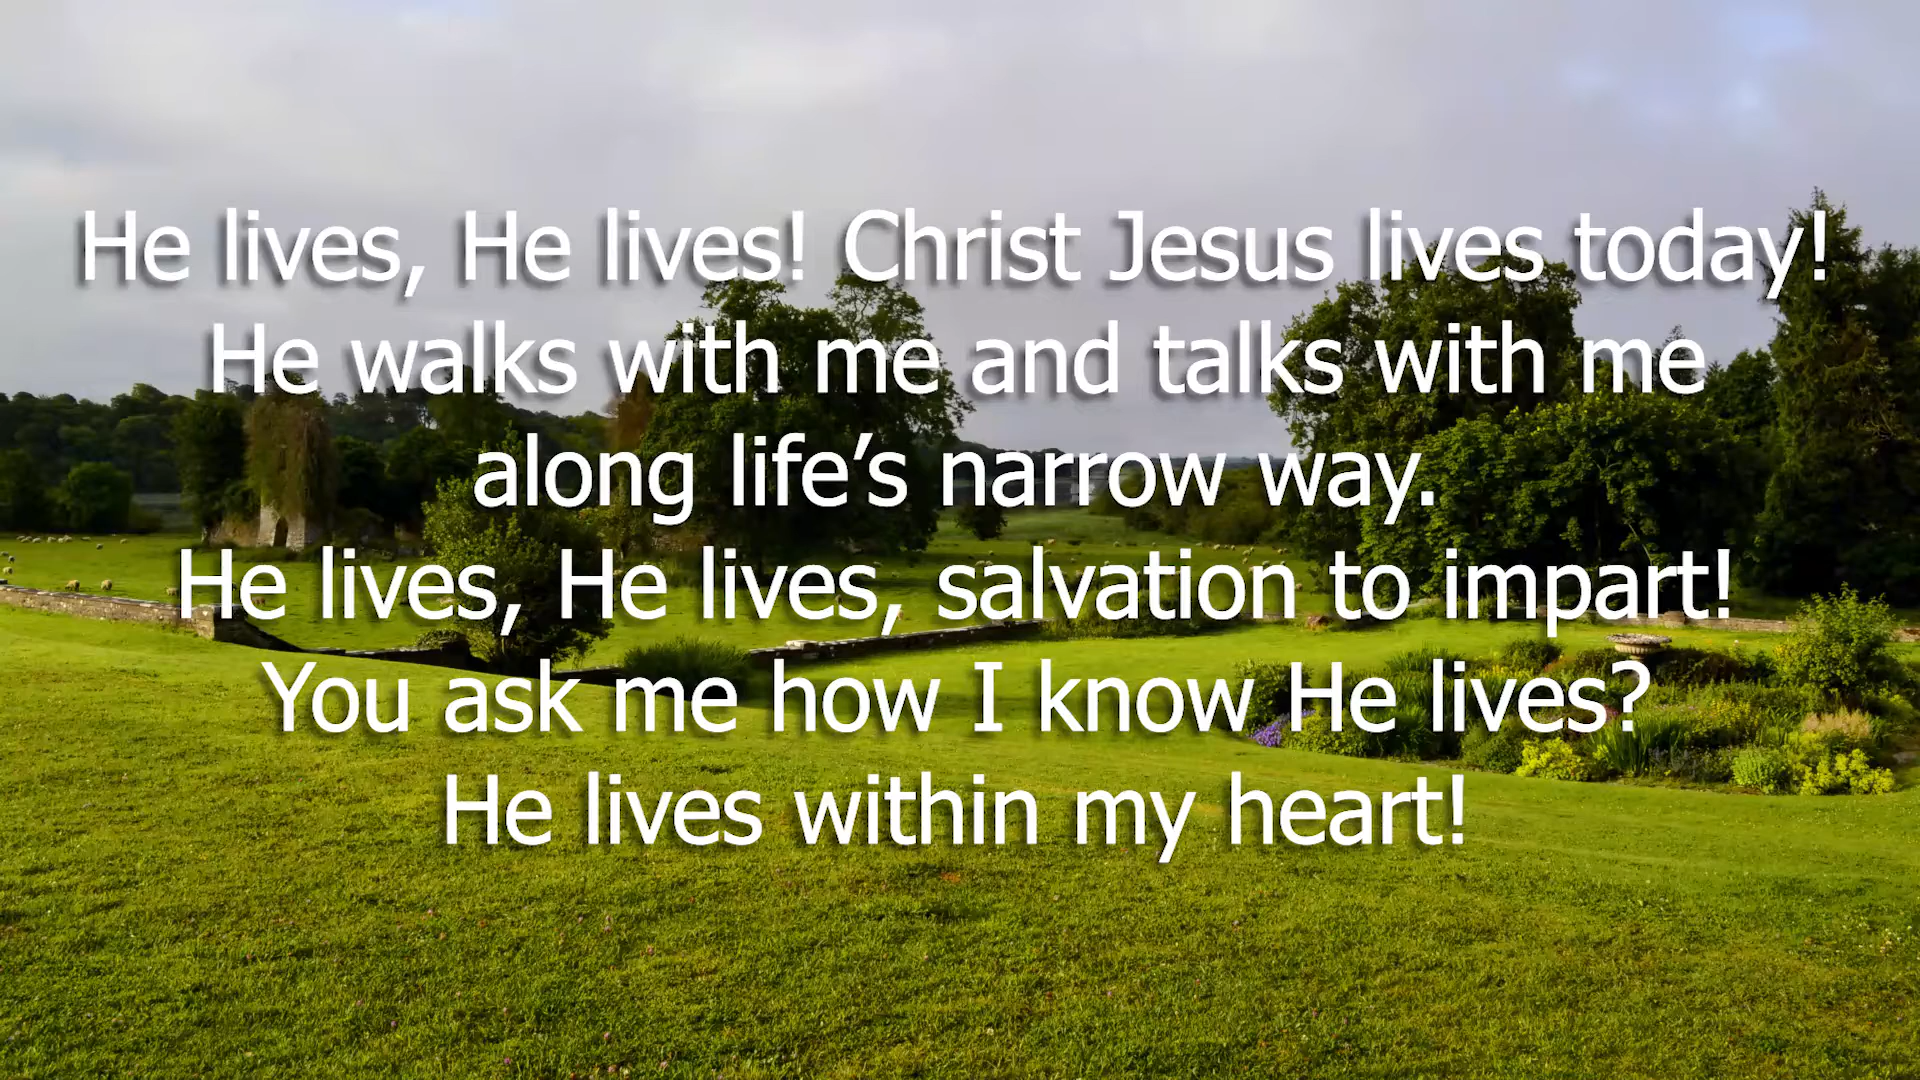 He lives, He lives! Christ Jesus lives today!
He walks with me and talks with me
along life’s narrow way.
He lives, He lives, salvation to impart!
You ask me how I know He lives?
He lives within my heart!